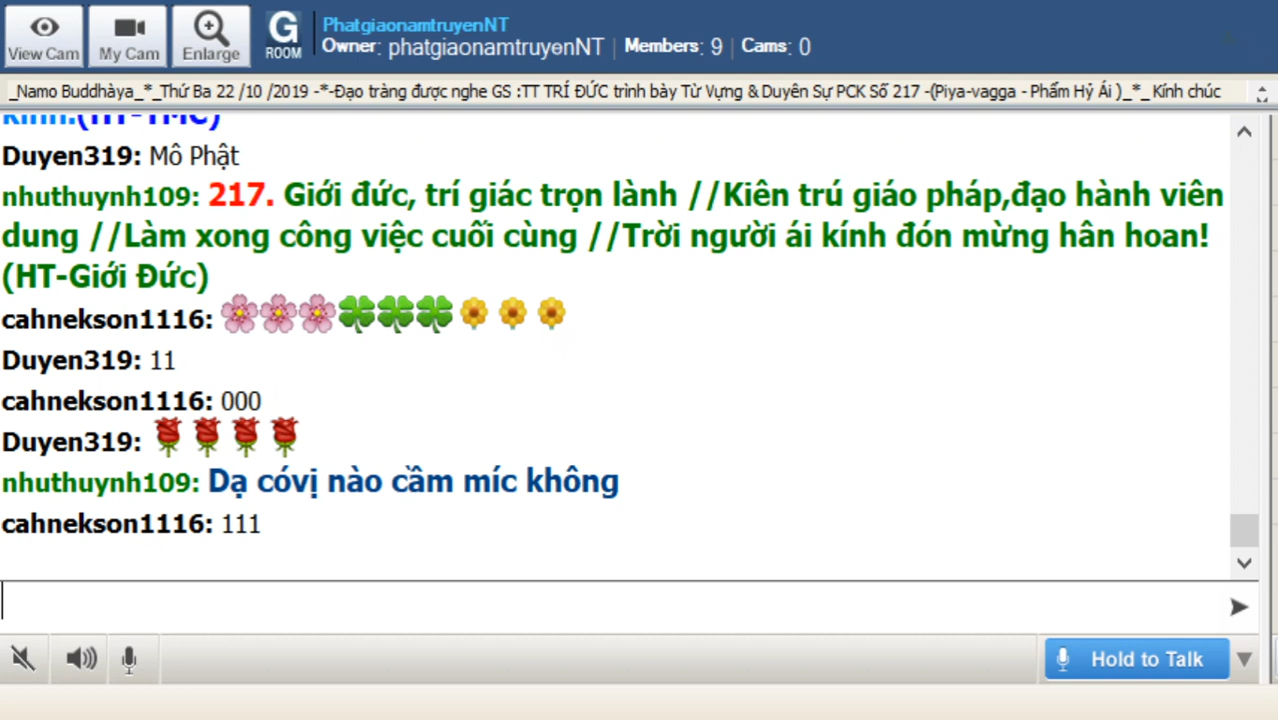 View Cam
My Cam
Enlarge
G
ROOM
PhatgiaonamtruyenNT
Owner: phatgiaonamtruyenNT | Members: 9 | Cams: 0
_Namo Buddhàya_*_Thứ Ba 22 /10 /2019 -*-Đạo tràng được nghe GS :TT TRÍ ĐỨC trình bày Từ Vựng & Duyên Sự PCK Số 217 -(Piya-vagga - Phẩm Hỷ Ái )_*_ Kính chúc
kính.(HT-TMC)
Duyen319: Mô Phật
nhuthuynh109: 217. Giới đức, trí giác trọn lành //Kiên trú giáo pháp,đạo hành viên
dung //Làm xong công việc cuối cùng //Trời người ái kính đón mừng hân hoan!
(HT-Giới Đức)
cahnekson1116: 🌸🌸🌸🍀🍀🍀🌼🌼🌼
Duyen319: 11
cahnekson1116: 000
Duyen319: 🌹🌹🌹🌹
nhuthuynh109: Dạ cóvị nào cầm míc không
cahnekson1116: 111
Hold to Talk